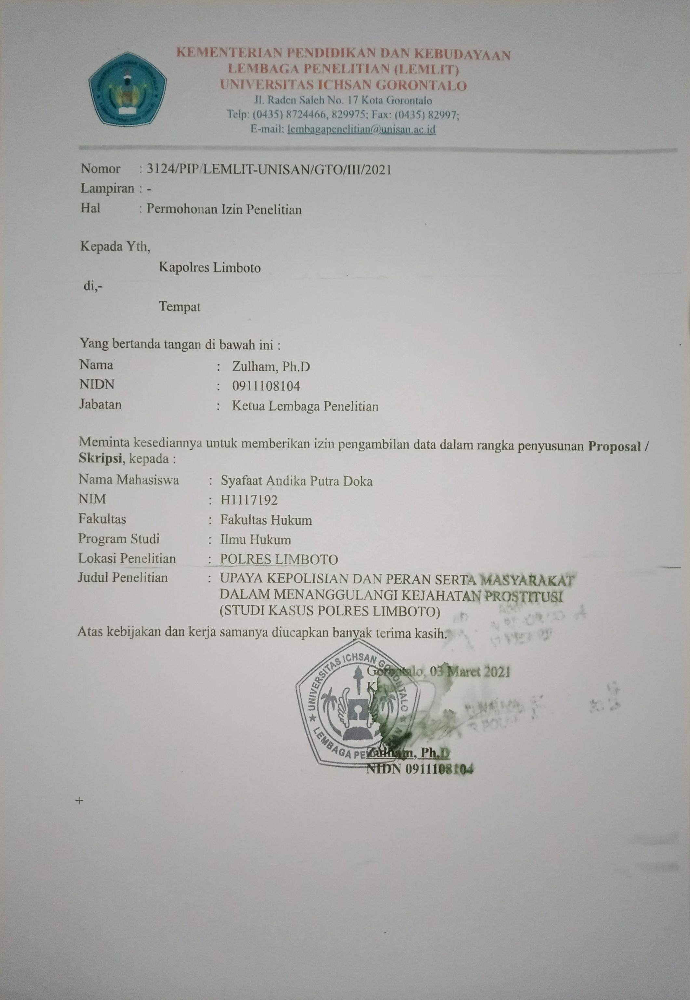 KEMENTERIAN PENDIDIKAN DAN KEBUDAYAAN
LEMBAGA PENELITIAN (LEMLIT)
UNIVERSITAS ICHSAN GORONTALO
Jl. Raden Saleh No. 17 Kota Gorontalo
Telp: (0435) 8724466, 829975; Fax: (0435) 82997;
E-mail: lembagapenelitian@unisan.ac.id
UNIVERSITAS ICHSAN GORONTALO
Nomor : 3124/PIP/LEMLIT-UNISAN/GTO/III/2021
Lampiran : -
Hal : Permohonan Izin Penelitian
Kepada Yth,
Kapolres Limboto
di,-
Tempat
Yang bertanda tangan di bawah ini :
Nama : Zulham, Ph.D
NIDN : 0911108104
Jabatan : Ketua Lembaga Penelitian
Meminta kesediannya untuk memberikan izin pengambilan data dalam rangka penyusunan Proposal /
Skripsi, kepada :
Nama Mahasiswa : Syafaat Andika Putra Doka
NIM : H1117192
Fakultas : Fakultas Hukum
Program Studi : Ilmu Hukum
Lokasi Penelitian : POLRES LIMBOTO
Judul Penelitian : UPAYA KEPOLISIAN DAN PERAN SERTA MASYARAKAT
DALAM MENANGGULANGI KEJAHATAN PROSTITUSI
(STUDI KASUS POLRES LIMBOTO)
Atas kebijakan dan kerja samanya diucapkan banyak terima kasih.
UNIVERSITAS ICHSAN GORONTALO
LEMBAGA
Gorontalo, 03 Maret 2021
Zulham, Ph.D
NIDN 0911108104
+